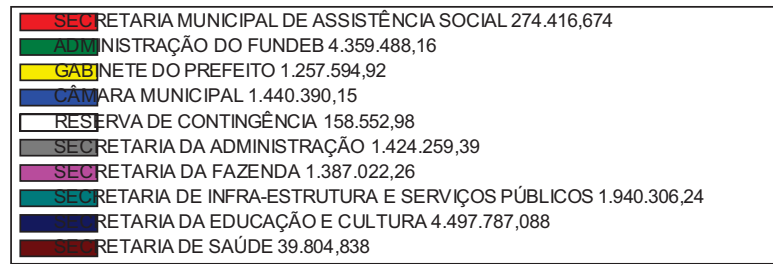 SECRETARIA MUNICIPAL DE ASSISTÊNCIA SOCIAL 274.416,674
ADMINISTRAÇÃO DO FUNDEB 4.359.488,16
GABINETE DO PREFEITO 1.257.594,92
CÂMARA MUNICIPAL 1.440.390,15
RESERVA DE CONTINGÊNCIA 158.552,98
SECRETARIA DA ADMINISTRAÇÃO 1.424.259,39
SECRETARIA DA FAZENDA 1.387.022,26
SECRETARIA DE INFRA-ESTRUTURA E SERVIÇOS PÚBLICOS 1.940.306,24
SECRETARIA DA EDUCAÇÃO E CULTURA 4.497.787,088
SECRETARIA DE SAÚDE 39.804,838